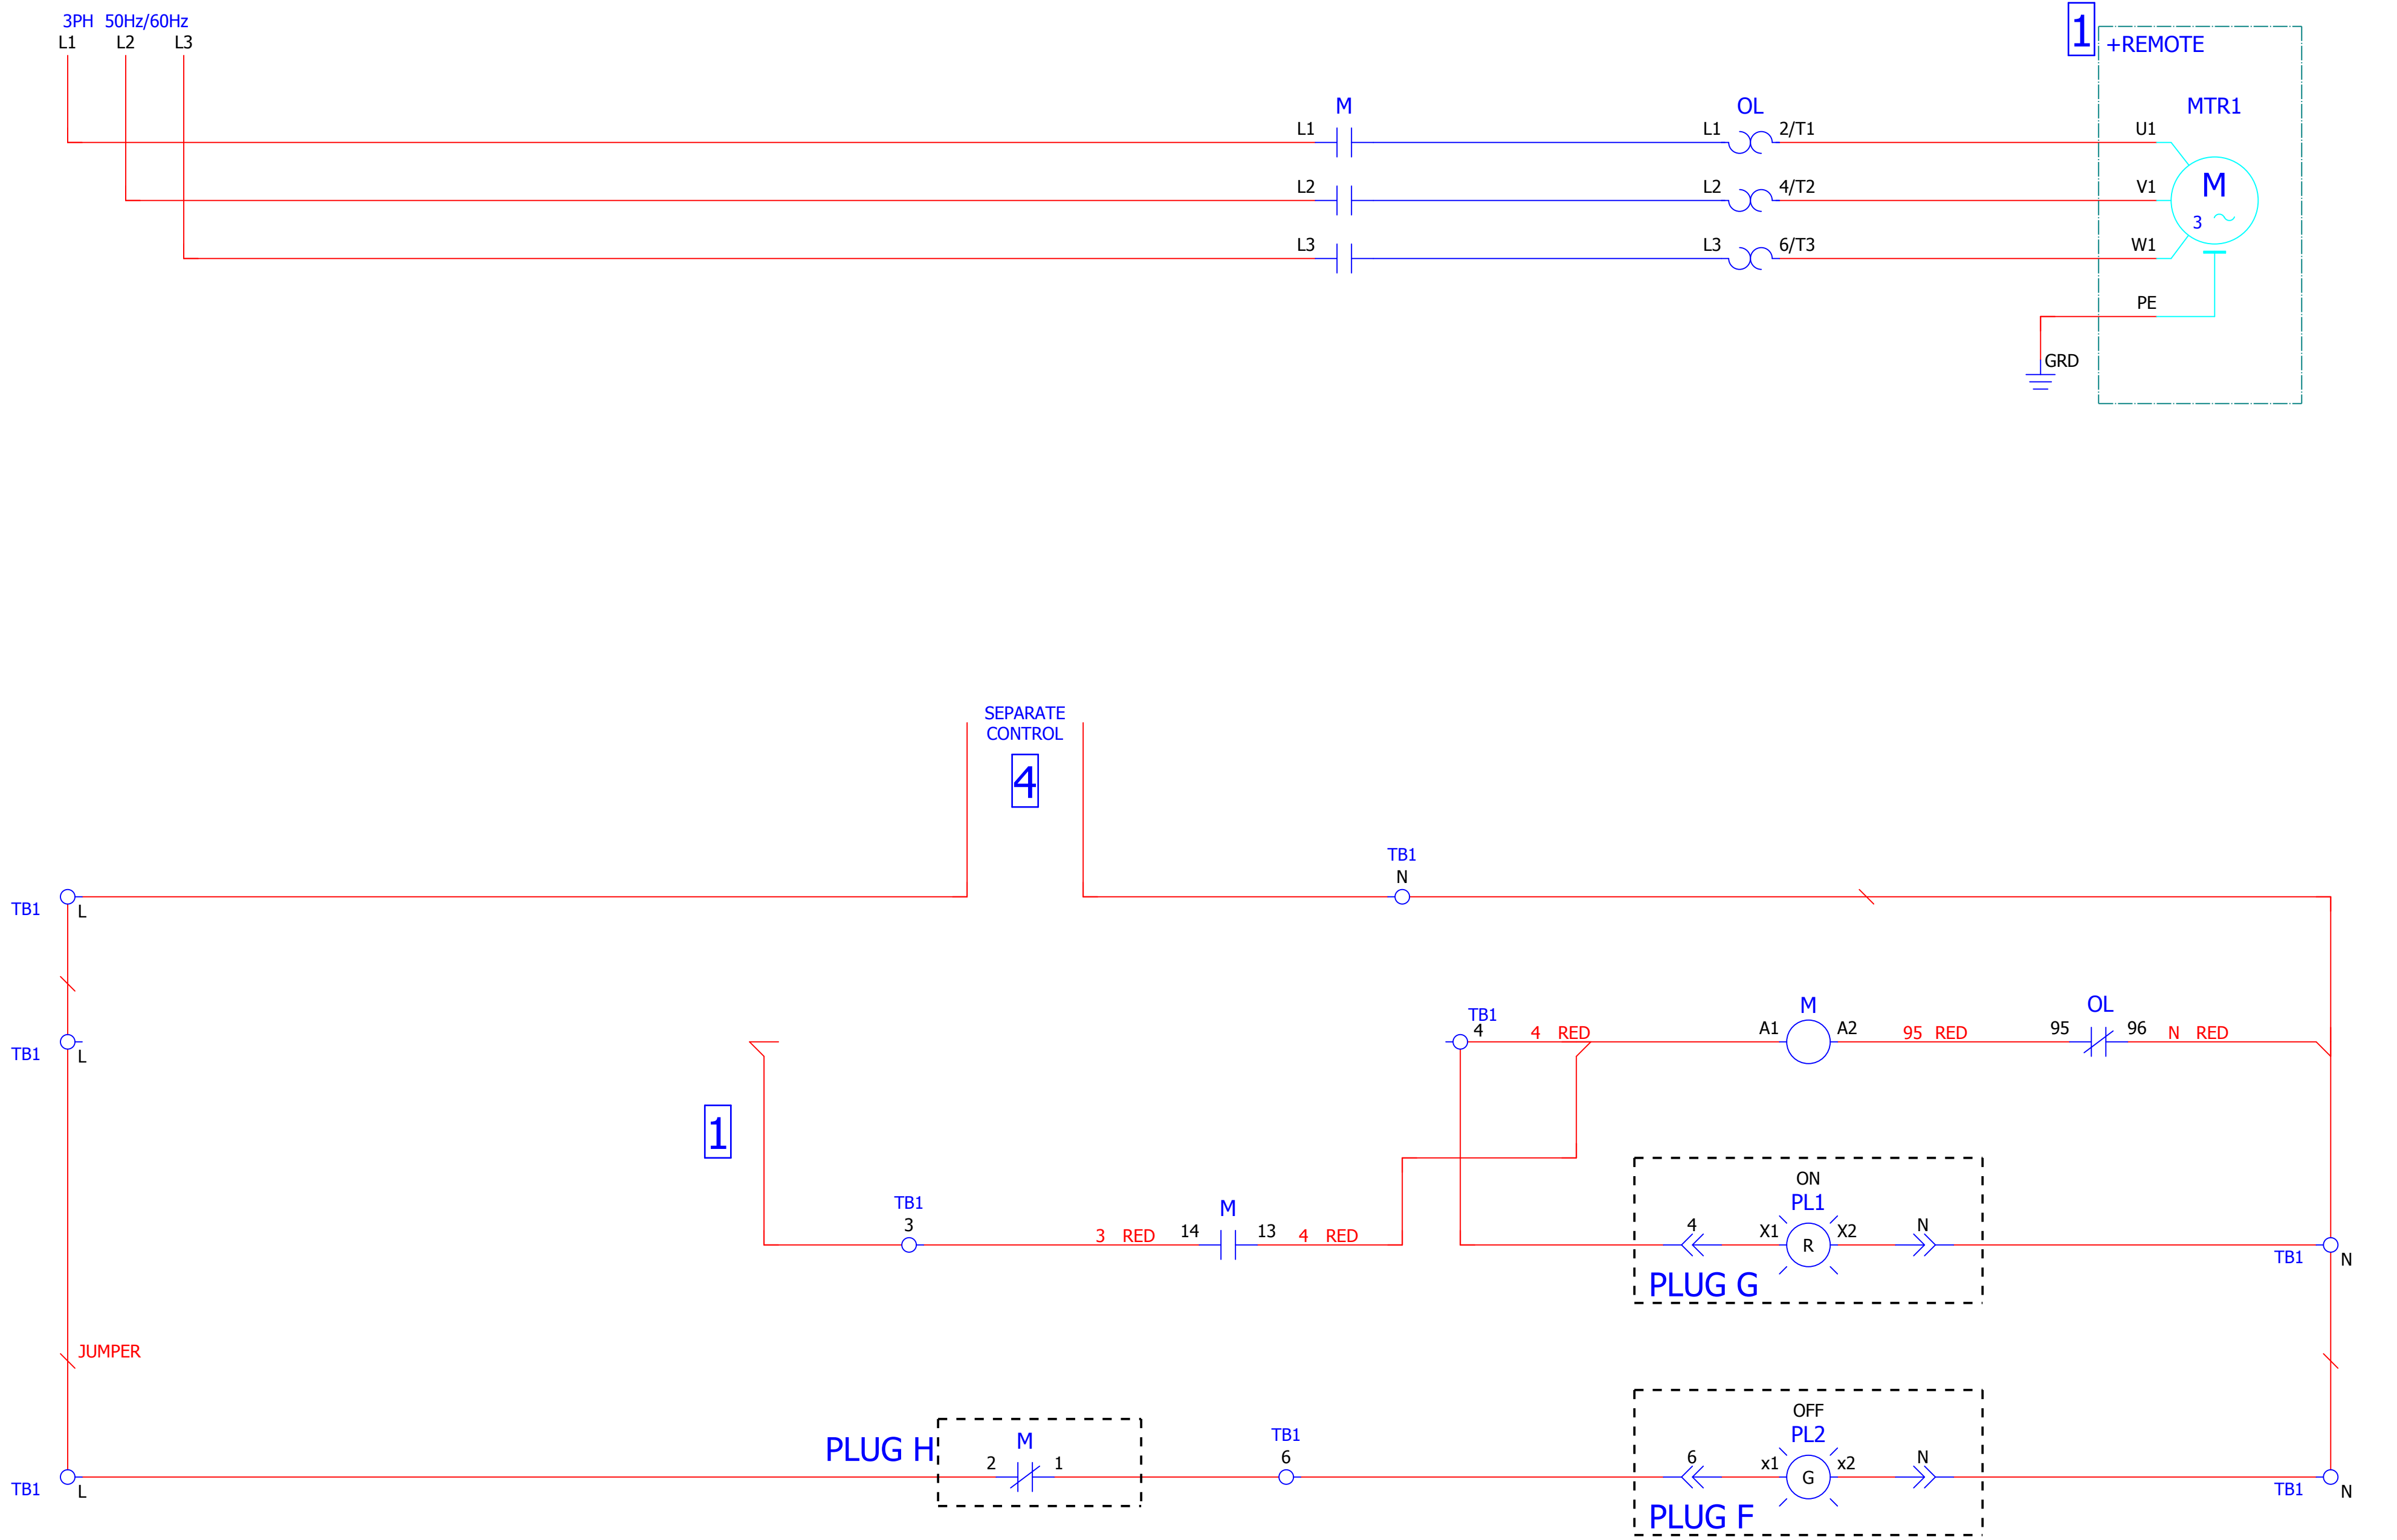 3PH 50Hz/60Hz
L1 L2 L3
1
+REMOTE
M OL MTR1
L1 L1 2/T1 U1
L2 L2 4/T2 V1
M
3
L3 L3 6/T3 W1
PE
GRD
SEPARATE
CONTROL
4
TB1
N
TB1 L
TB1
4 4 RED A1 M A2 95 RED 95 OL 96 N RED
TB1 L
1
TB1
3 3 RED 14 M 13 4 RED
ON
PL1
4 X1 R X2 N
PLUG G
TB1 N
JUMPER
PLUG H
M
2 1
TB1
6
OFF
PL2
6 x1 G x2 N
PLUG F
TB1 L
TB1 N